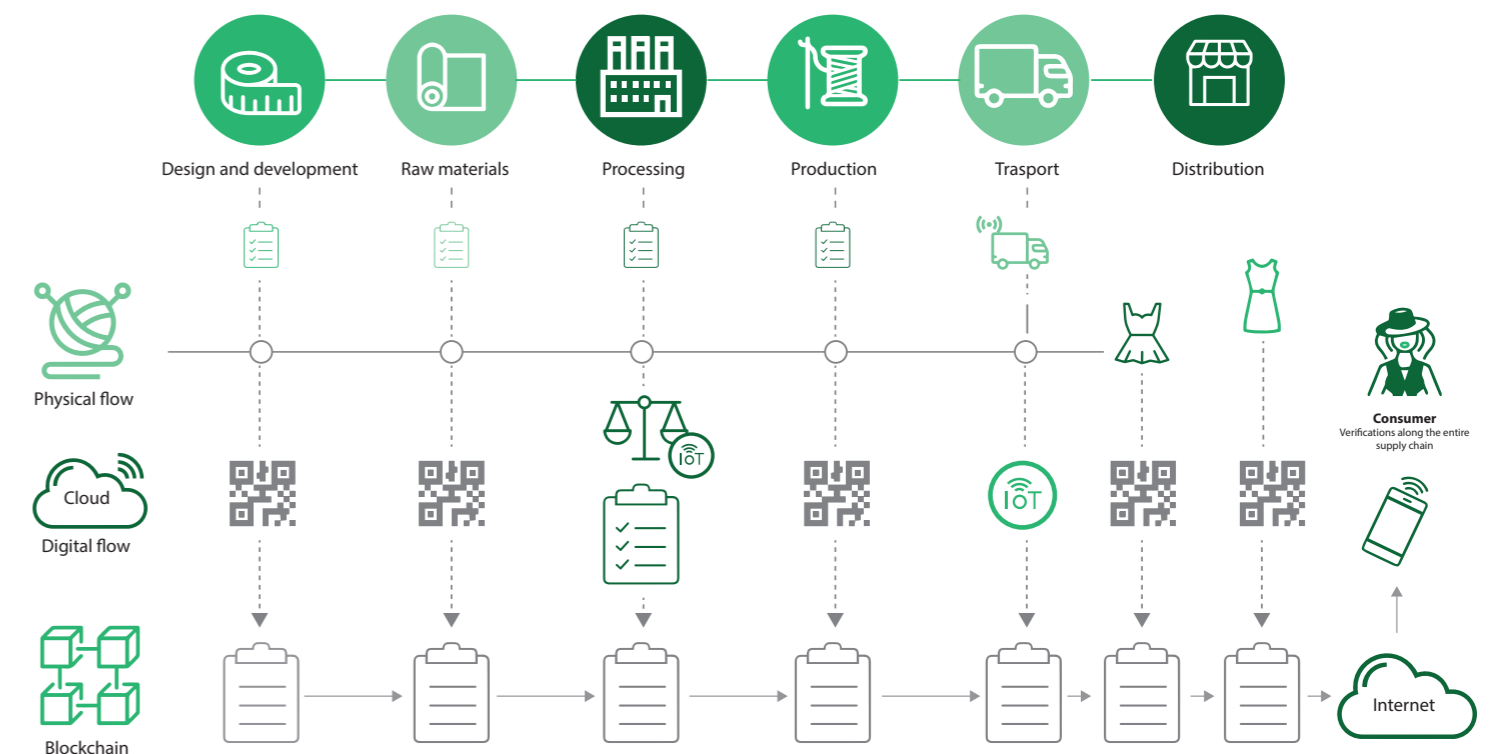 Design and development
Raw materials
Processing
Production
Trasport
Distribution
Physical flow
Consumer
Verifications along the entire
supply chain
IoT
Cloud
IoT
Digital flow
Internet
Blockchain